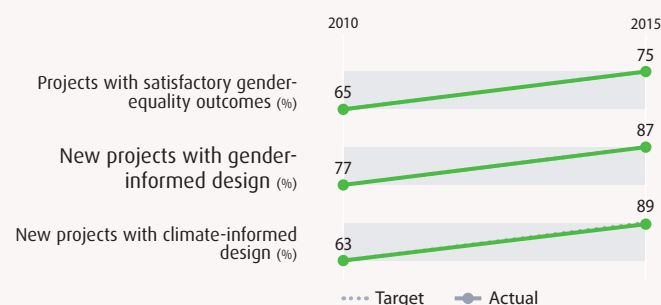 2010 2015
75
Projects with satisfactory gender-
equality outcomes (%)
65
87
New projects with gender-
informed design (%)
77
89
New projects with climate-informed
design (%)
63
Target Actual